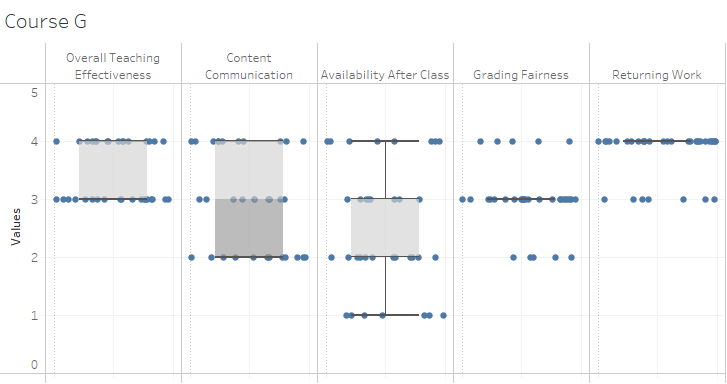 Course G
Overall Teaching
Effectiveness
Content
Communication
Availability After Class
Grading Fairness
Returning Work
5
4
3
2
1
0
Values